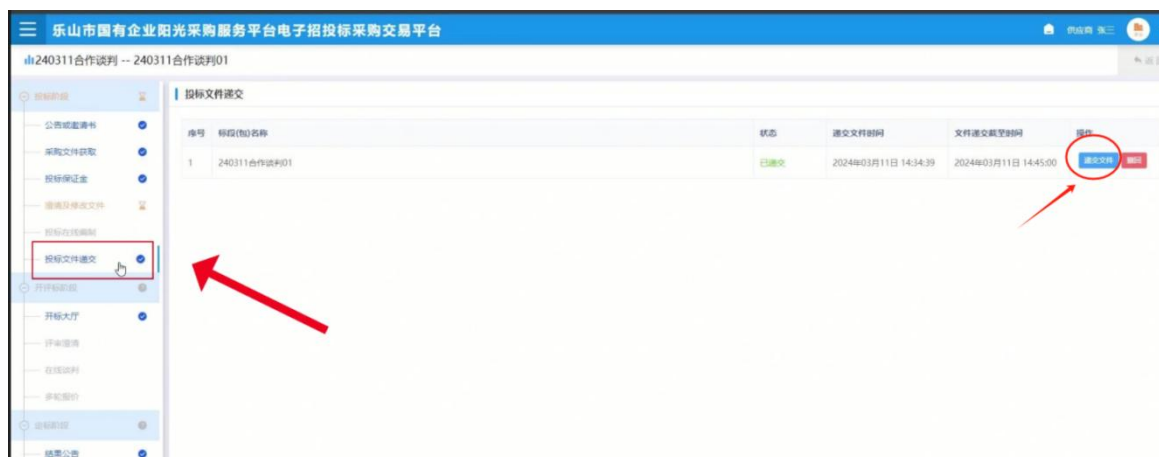 乐山市国有企业阳光采购服务平台电子招投标采购交易平台
供应商 张三
240311合作谈判 -- 240311合作谈判01
投标阶段
公告或邀请书
采购文件获取
投标保证金
澄清及修改文件
投标在线编制
投标文件递交
开评标阶段
开标大厅
评审澄清
在线谈判
多轮报价
定标阶段
结果公告
投标文件递交
序号 标段(包)名称 状态 递交文件时间 文件递交截至时间 操作
1 240311合作谈判01 已递交 2024年03月11日 14:34:39 2024年03月11日 14:45:00 递交文件 撤回